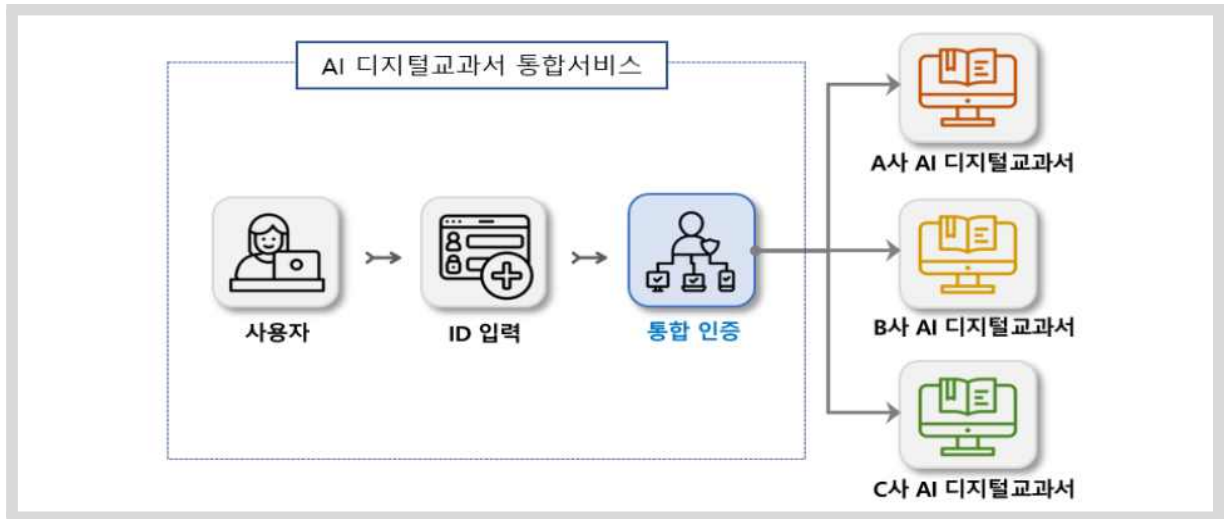 AI 디지털교과서 통합서비스
사용자
ID 입력
통합 인증
A사 AI 디지털교과서
B사 AI 디지털교과서
C사 AI 디지털교과서